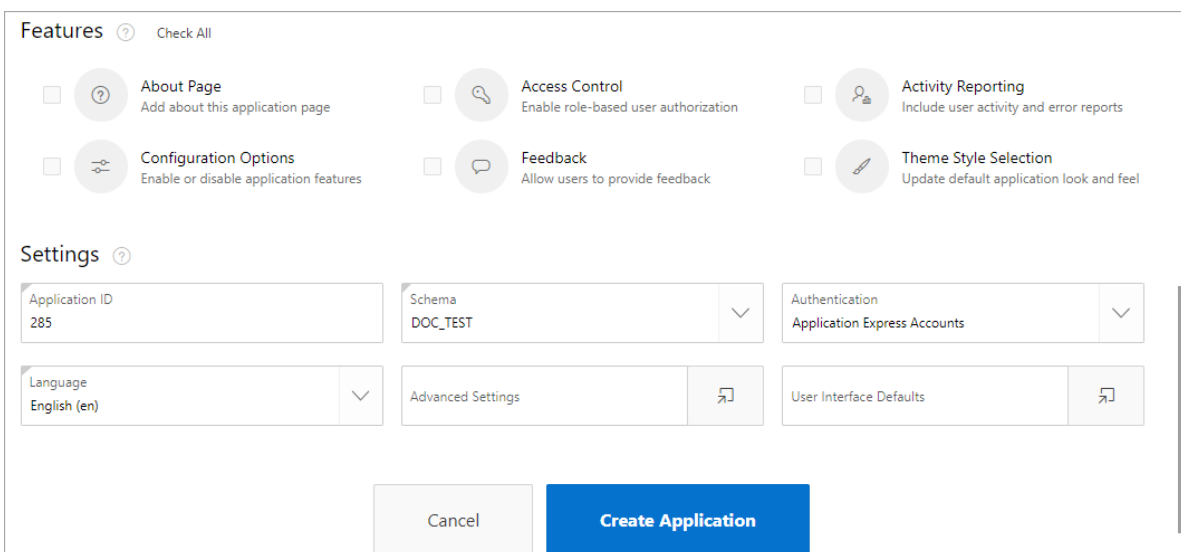 Features ? Check All
? About Page
Add about this application page
Access Control
Enable role-based user authorization
Activity Reporting
Include user activity and error reports
Configuration Options
Enable or disable application features
Feedback
Allow users to provide feedback
Theme Style Selection
Update default application look and feel
Settings ?
Application ID
285
Schema
DOC_TEST
Authentication
Application Express Accounts
Language
English (en)
Advanced Settings
User Interface Defaults
Cancel
Create Application